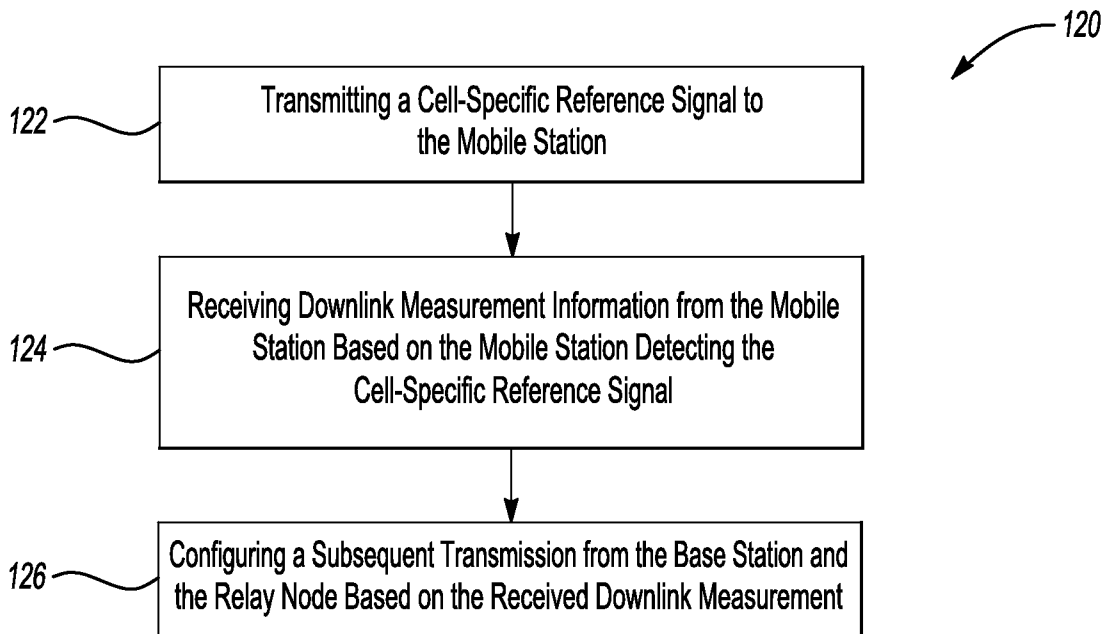 120
122
Transmitting a Cell-Specific Reference Signal to
the Mobile Station
124
Receiving Downlink Measurement Information from the Mobile
Station Based on the Mobile Station Detecting the
Cell-Specific Reference Signal
126
Configuring a Subsequent Transmission from the Base Station and
the Relay Node Based on the Received Downlink Measurement